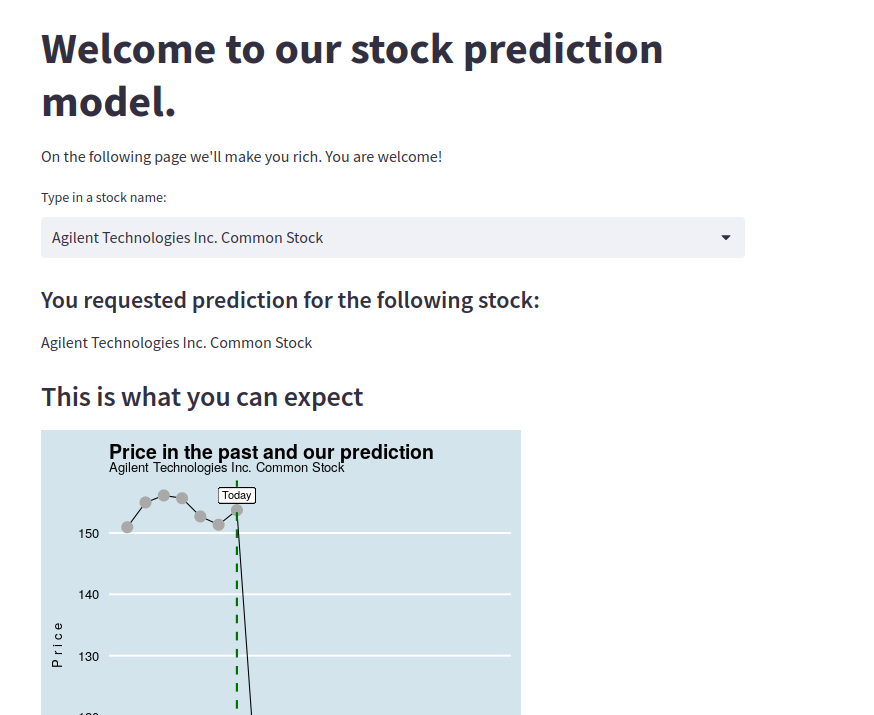 Welcome to our stock prediction
model.
On the following page we'll make you rich. You are welcome!
Type in a stock name:
Agilent Technologies Inc. Common Stock
You requested prediction for the following stock:
Agilent Technologies Inc. Common Stock
This is what you can expect
Price in the past and our prediction
Agilent Technologies Inc. Common Stock
Today
150
140
Price
130